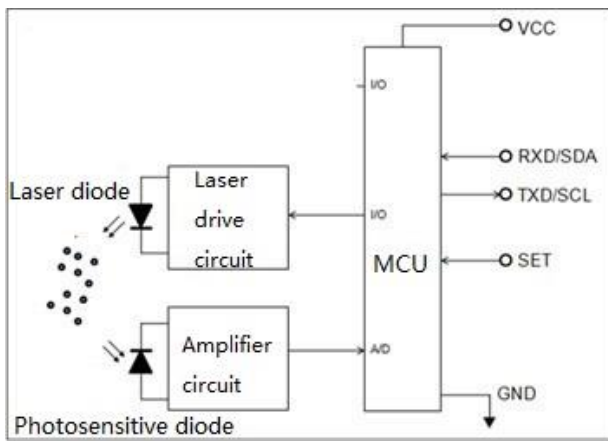 VCC
I/O
RXD/SDA
Laser diode
Laser
drive
circuit
I/O
TXD/SCL
MCU
SET
Amplifier
circuit
A/D
GND
Photosensitive diode